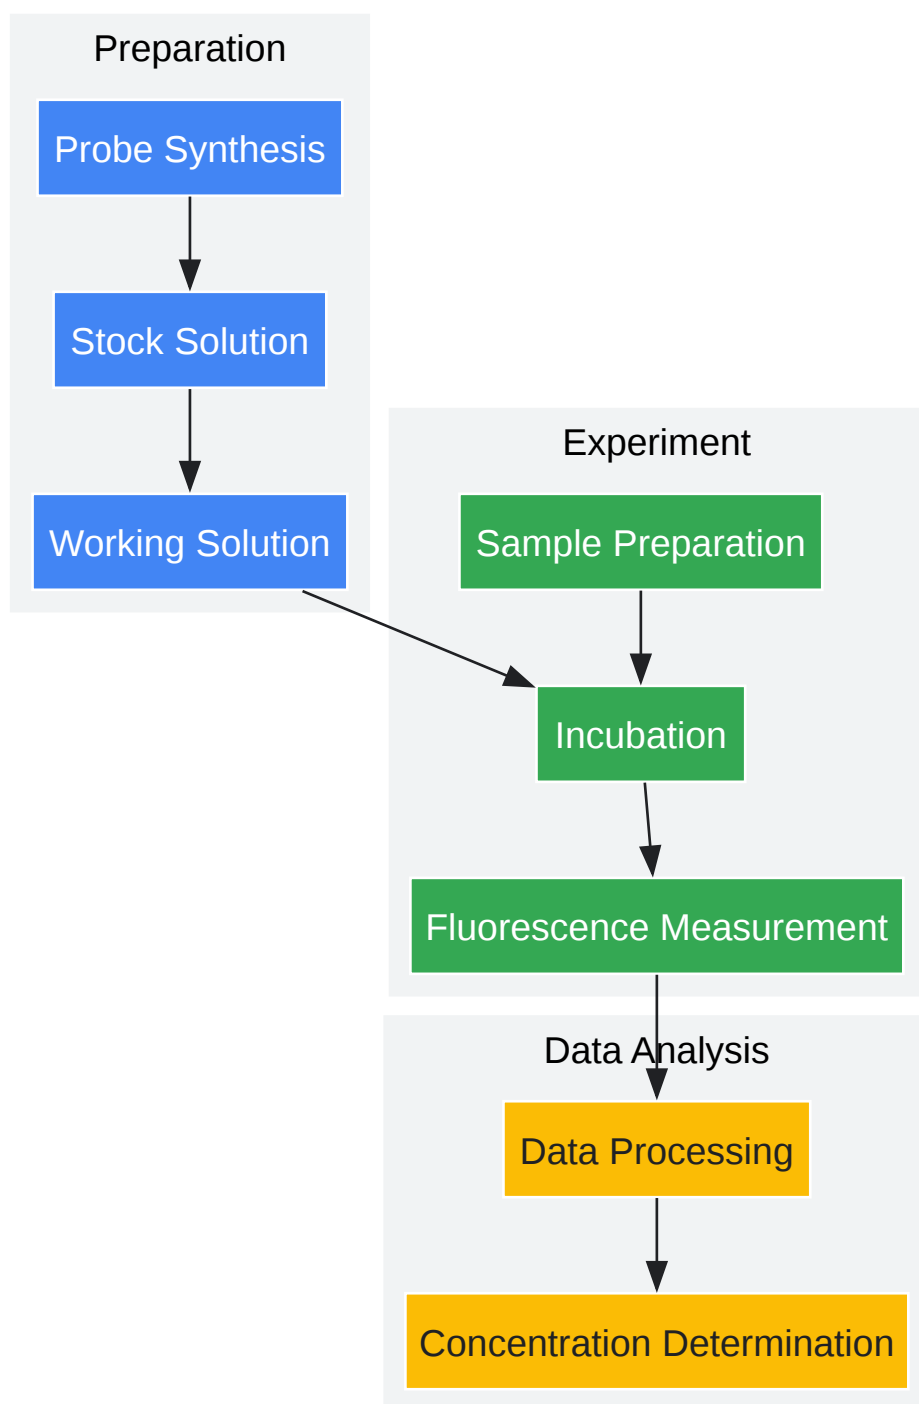 Preparation
Probe Synthesis
Stock Solution
Working Solution
Experiment
Sample Preparation
Incubation
Fluorescence Measurement
Data Analysis
Data Processing
Concentration Determination